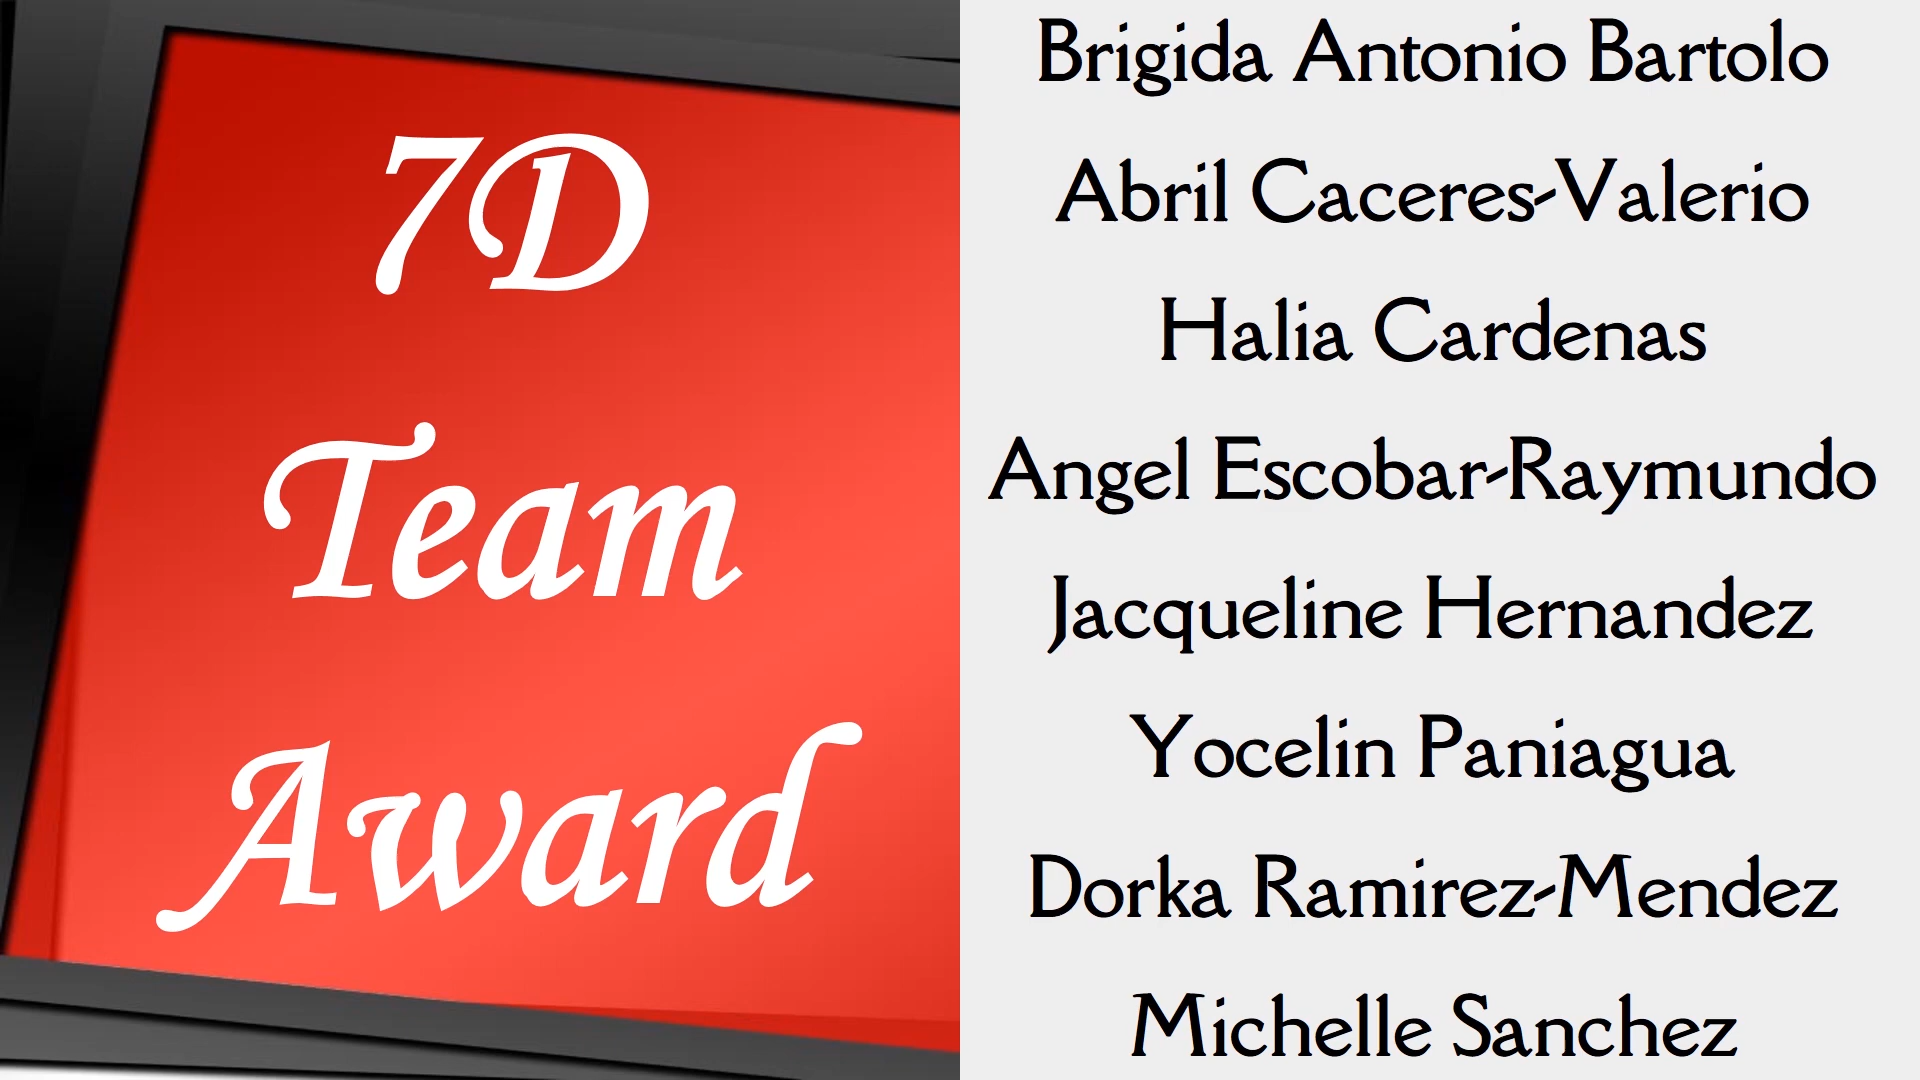 7D
Team
Award
Brigida Antonio Bartolo
Abril Caceres-Valerio
Halia Cardenas
Angel Escobar-Raymundo
Jacqueline Hernandez
Yocelin Paniagua
Dorka Ramirez-Mendez
Michelle Sanchez